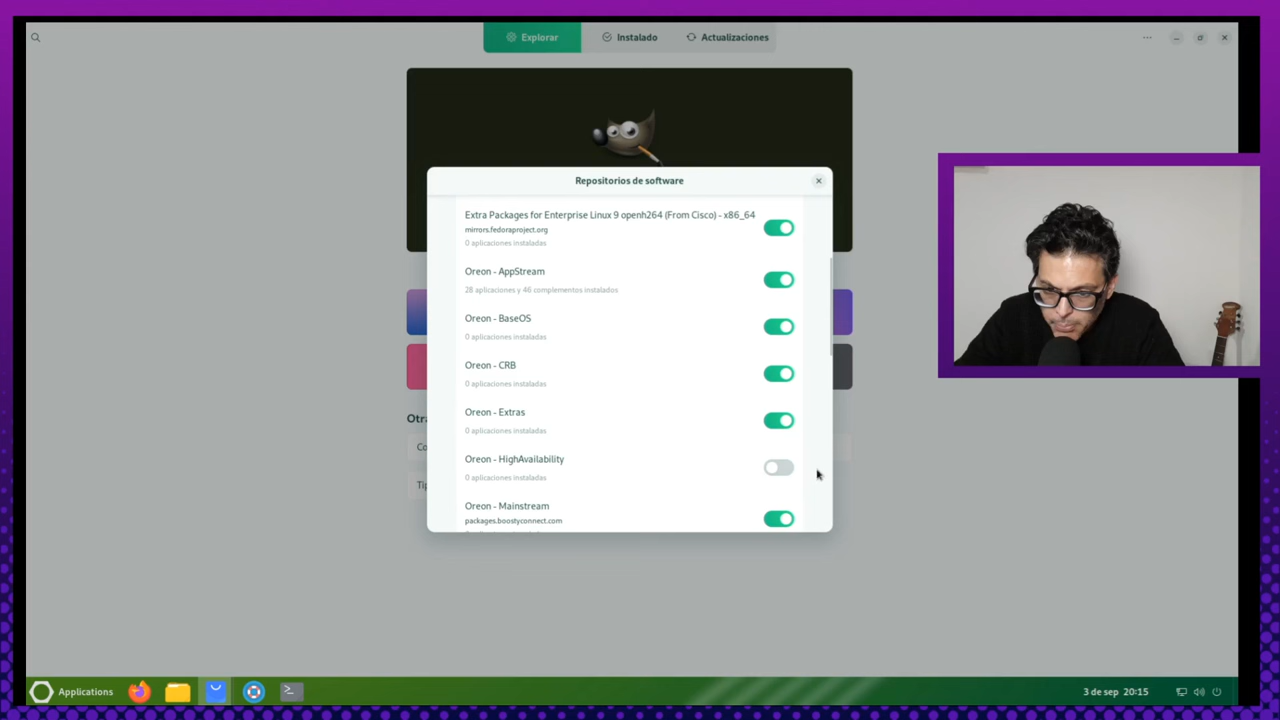 Explorar
Instalado
Actualizaciones
Repositorios de software
Extra Packages for Enterprise Linux 9 openh264 (From Cisco) - x86_64
mirrors.fedoraproject.org
0 aplicaciones instaladas
Oreon - AppStream
28 aplicaciones y 46 complementos instalados
Oreon - BaseOS
0 aplicaciones instaladas
Oreon - CRB
0 aplicaciones instaladas
Oreon - Extras
0 aplicaciones instaladas
Oreon - HighAvailability
0 aplicaciones instaladas
Oreon - Mainstream
packages.boostyconnect.com
Otra
Co
Tip
Applications
3 de sep 20:15